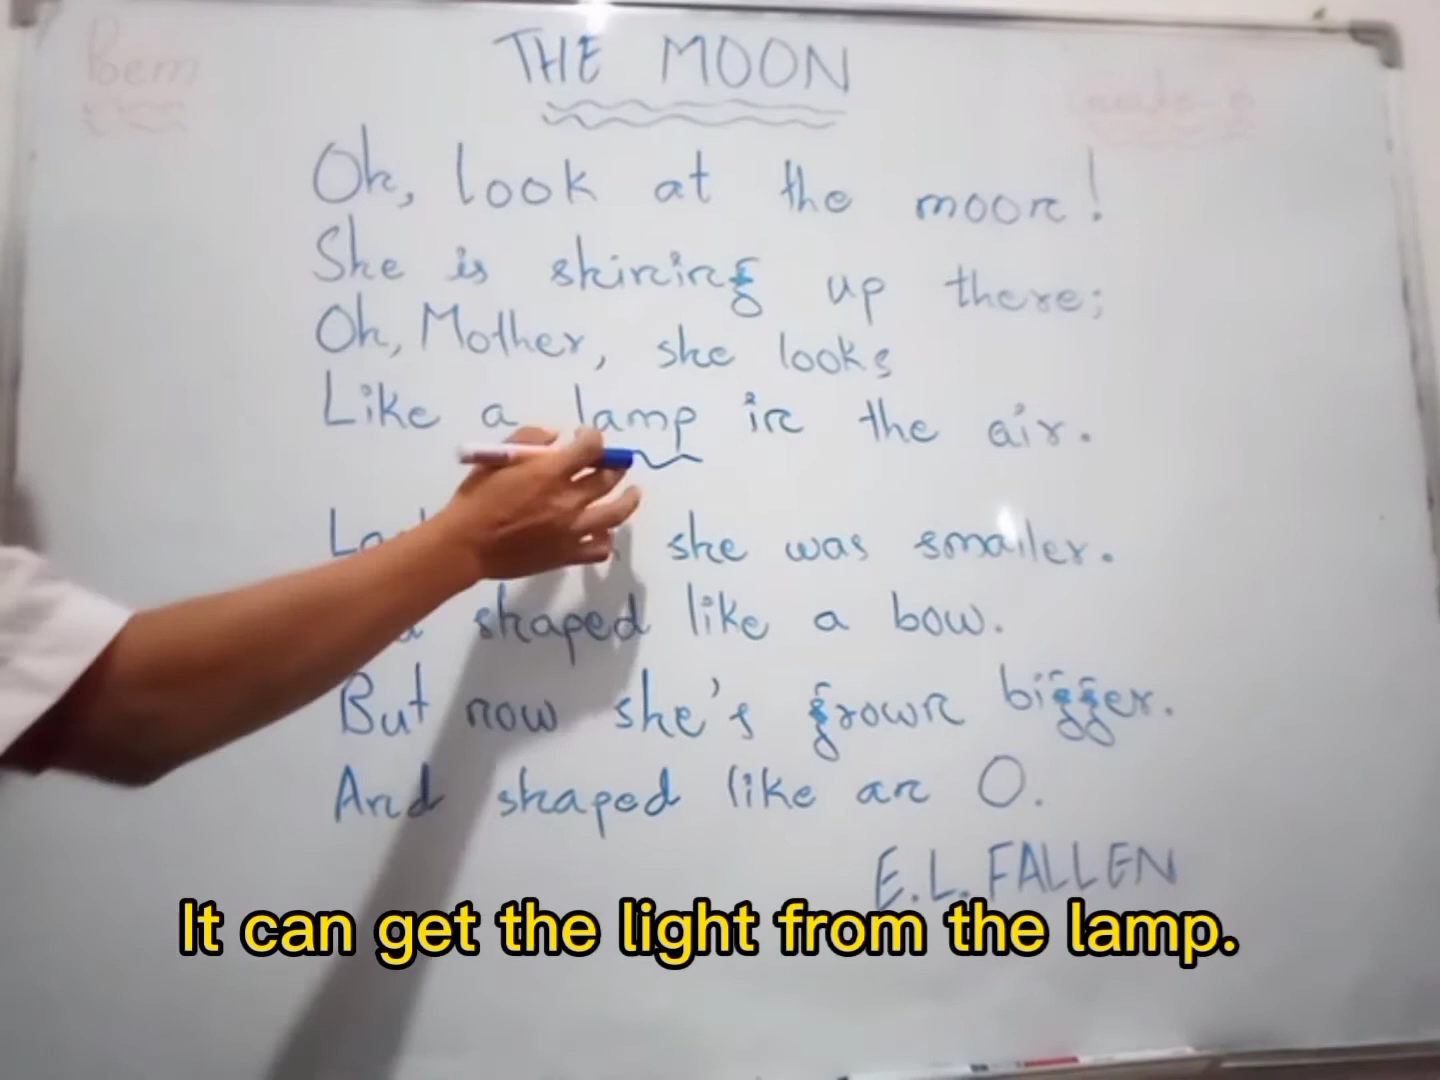 Poem
THE MOON
Oh, look at the moon!
She is shining up there;
Oh, Mother, she looks
Like a lamp in the air.
she was smaller.
shaped like a bow.
But now she's grown bigger.
And shaped like an O.
E.L. FALLEN
It can get the light from the lamp.